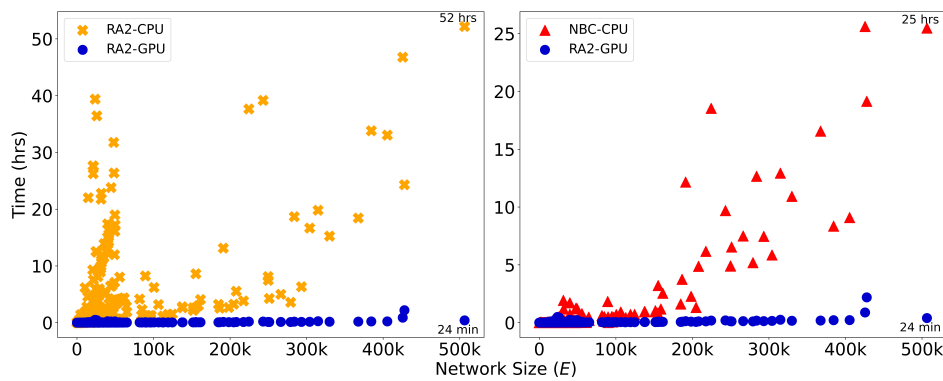 52 hrs
RA2-CPU
RA2-GPU
50
40
30
20
10
0
Time (hrs)
24 min
0
100k
200k
300k
400k
500k
25 hrs
NBC-CPU
RA2-GPU
25
20
15
10
5
0
24 min
0
100k
200k
300k
400k
500k
Network Size (E)